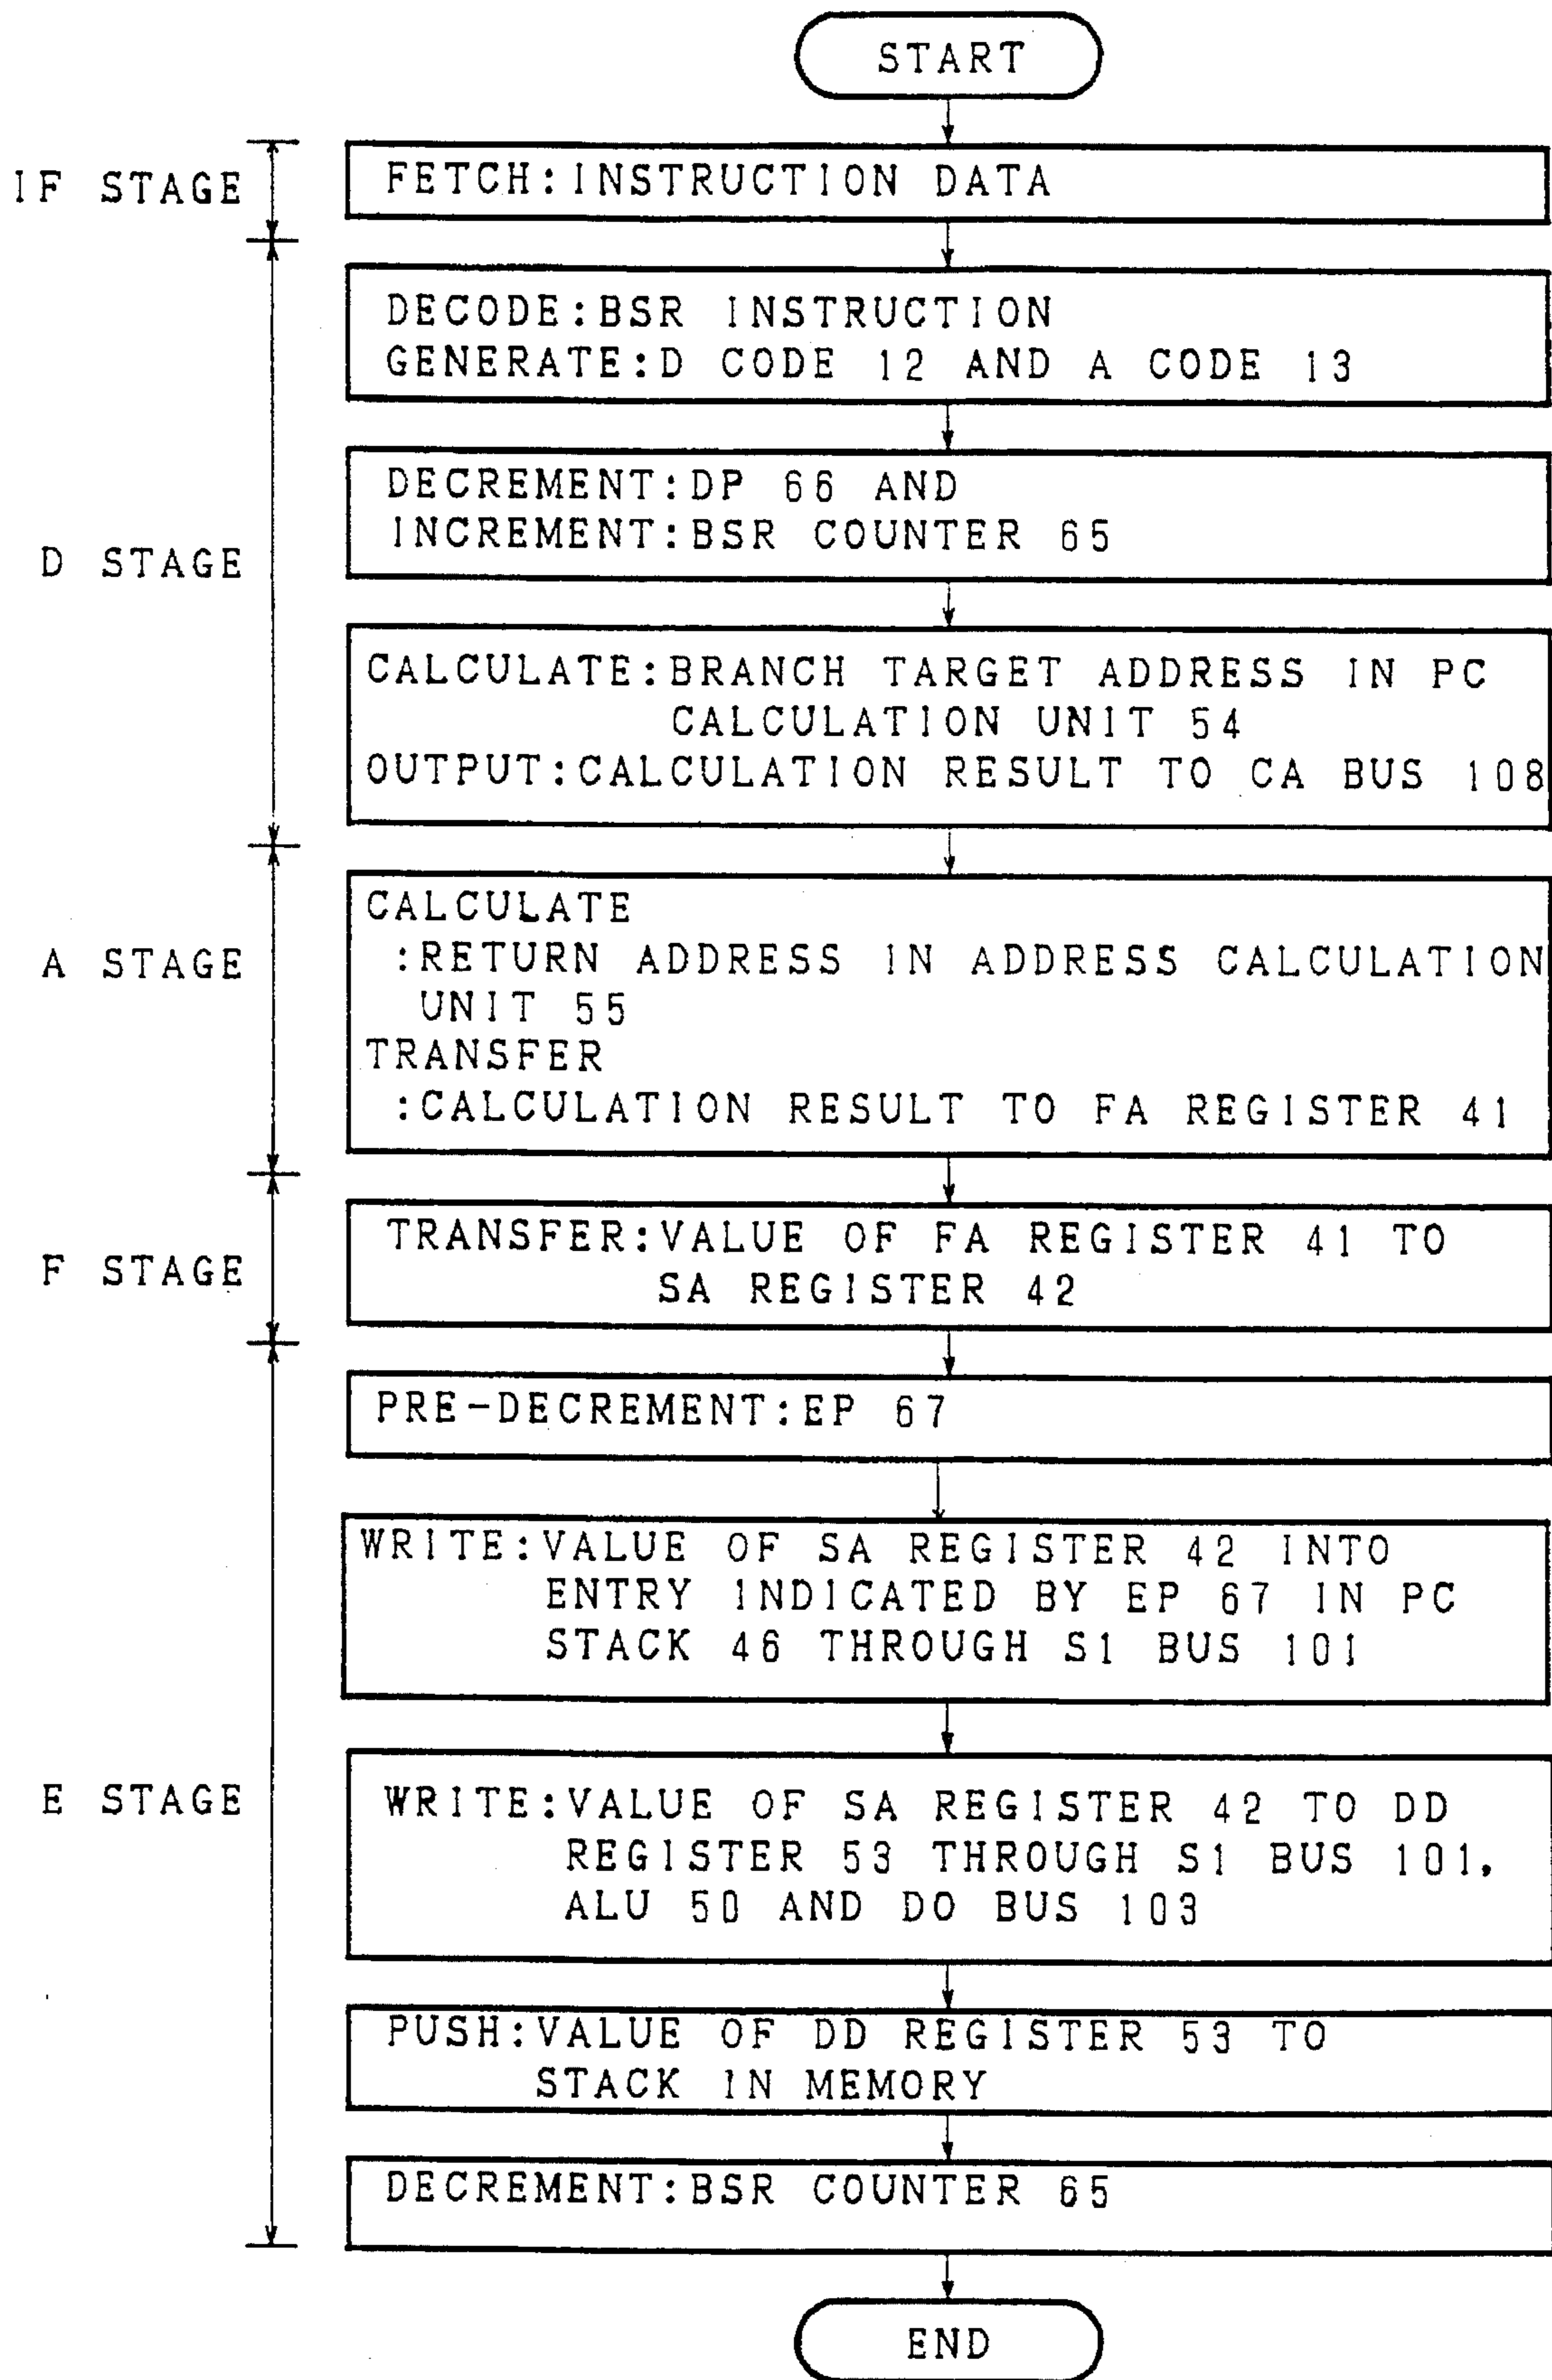 START
IF STAGE
FETCH:INSTRUCTION DATA
DECODE:BSR INSTRUCTION
GENERATE:D CODE 12 AND A CODE 13
D STAGE
DECREMENT:DP 66 AND
INCREMENT:BSR COUNTER 65
CALCULATE:BRANCH TARGET ADDRESS IN PC
CALCULATION UNIT 54
OUTPUT:CALCULATION RESULT TO CA BUS 108
A STAGE
CALCULATE
:RETURN ADDRESS IN ADDRESS CALCULATION
UNIT 55
TRANSFER
:CALCULATION RESULT TO FA REGISTER 41
F STAGE
TRANSFER:VALUE OF FA REGISTER 41 TO
SA REGISTER 42
PRE-DECREMENT:EP 67
WRITE:VALUE OF SA REGISTER 42 INTO
ENTRY INDICATED BY EP 67 IN PC
STACK 46 THROUGH S1 BUS 101
E STAGE
WRITE:VALUE OF SA REGISTER 42 TO DD
REGISTER 53 THROUGH S1 BUS 101,
ALU 50 AND DO BUS 103
PUSH:VALUE OF DD REGISTER 53 TO
STACK IN MEMORY
DECREMENT:BSR COUNTER 65
END